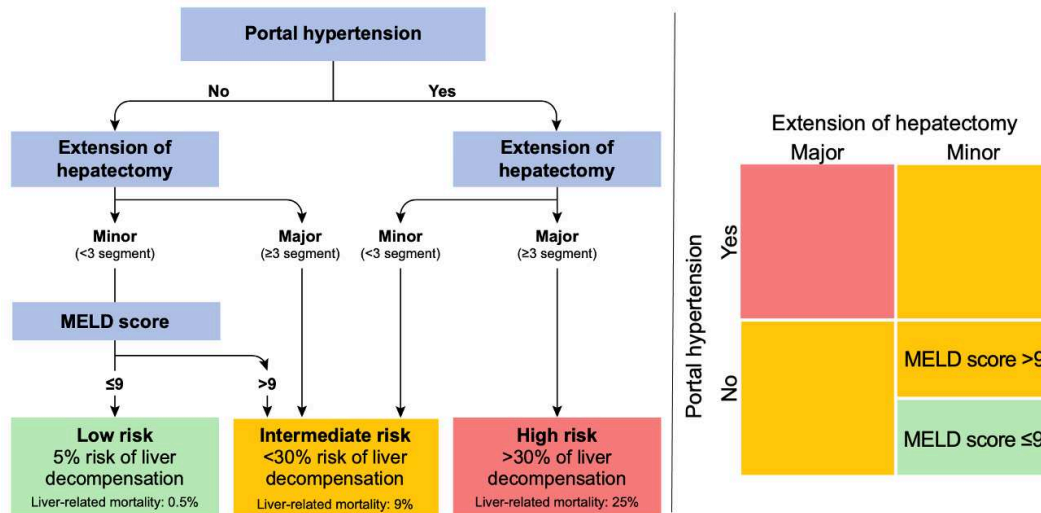 Portal hypertension
No
Yes
Extension of
hepatectomy
Extension of
hepatectomy
Minor
(<3 segment)
Major
(≥3 segment)
Minor
(<3 segment)
Major
(≥3 segment)
MELD score
≤9
>9
Low risk
5% risk of liver
decompensation
Liver-related mortality: 0.5%
Intermediate risk
<30% risk of liver
decompensation
Liver-related mortality: 9%
High risk
>30% of liver
decompensation
Liver-related mortality: 25%
Extension of hepatectomy
Major
Minor
Portal hypertension
Yes
No
MELD score >9
MELD score ≤9